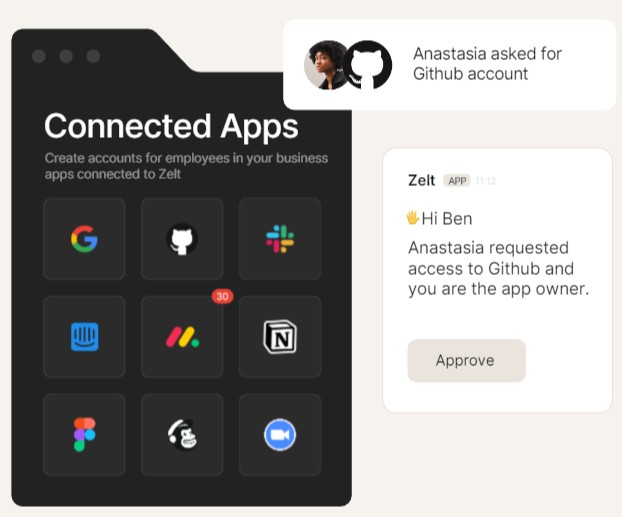 Anastasia asked for
Github account
Connected Apps
Create accounts for employees in your business
apps connected to Zelt
30
N
Zelt APP 11:12
🖐Hi Ben
Anastasia requested
access to Github and
you are the app owner.
Approve